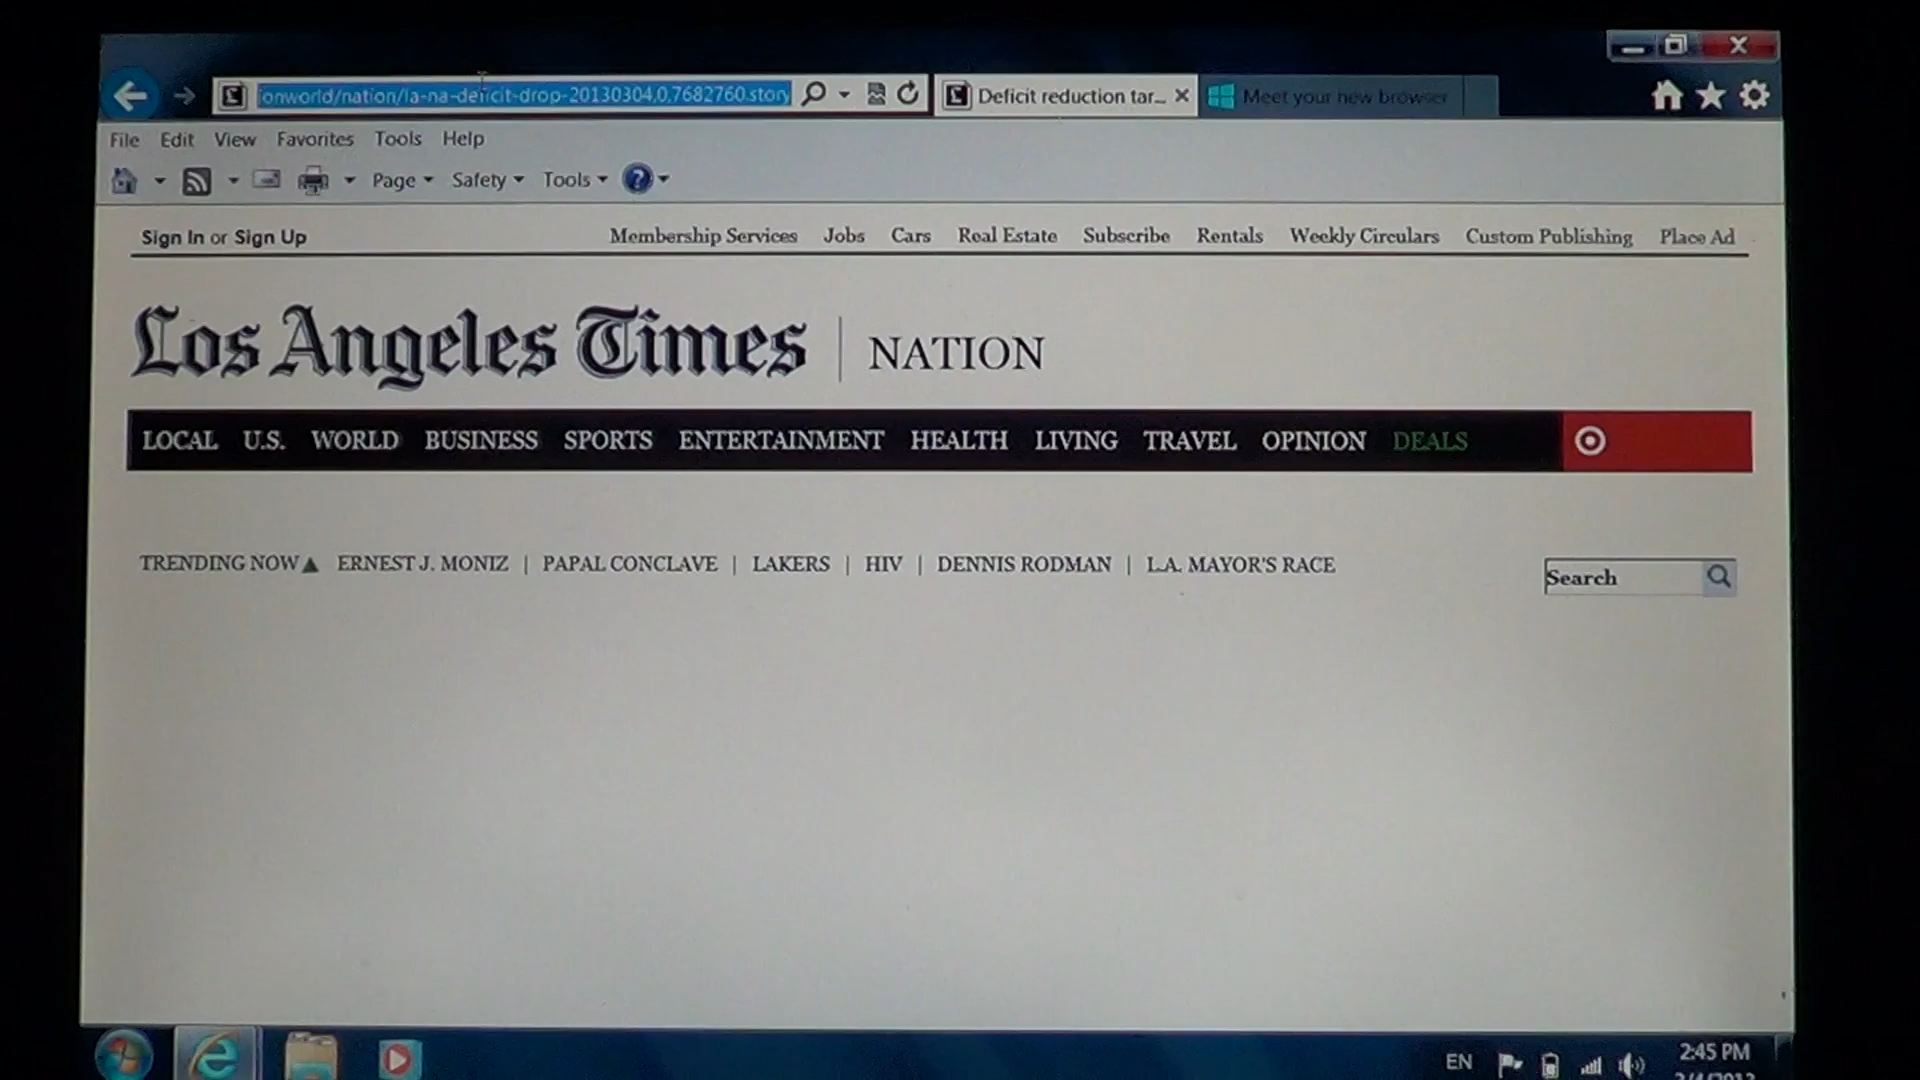 ionworld/nation/la-na-deficit-drop-20130304,0,7682760.story
Deficit reduction tar...
Meet your new browser
File Edit View Favorites Tools Help
Page Safety Tools
Sign In or Sign Up
Membership Services Jobs Cars Real Estate Subscribe Rentals Weekly Circulars Custom Publishing Place Ad
Los Angeles Times | NATION
LOCAL U.S. WORLD BUSINESS SPORTS ENTERTAINMENT HEALTH LIVING TRAVEL OPINION DEALS
TRENDING NOW▲ ERNEST J. MONIZ | PAPAL CONCLAVE | LAKERS | HIV | DENNIS RODMAN | L.A. MAYOR'S RACE
Search
EN
2:45 PM